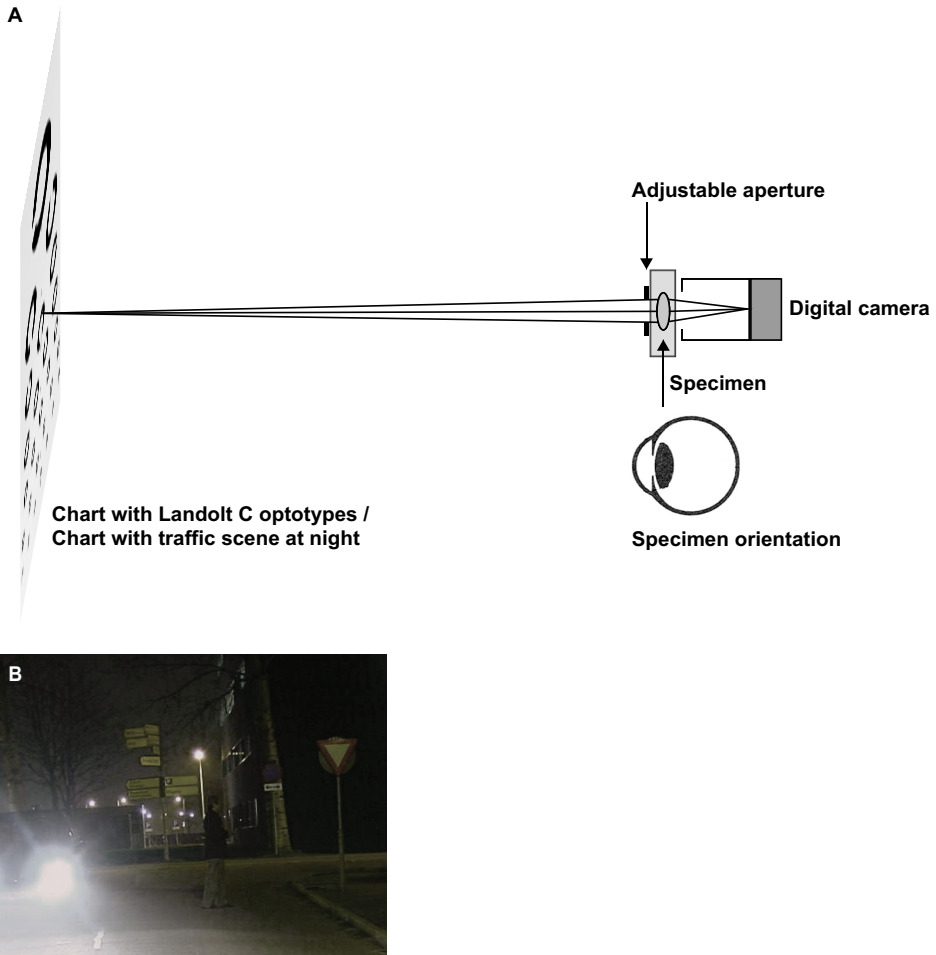 A
Adjustable aperture
Digital camera
Specimen
Chart with Landolt C optotypes /
Chart with traffic scene at night
Specimen orientation
B